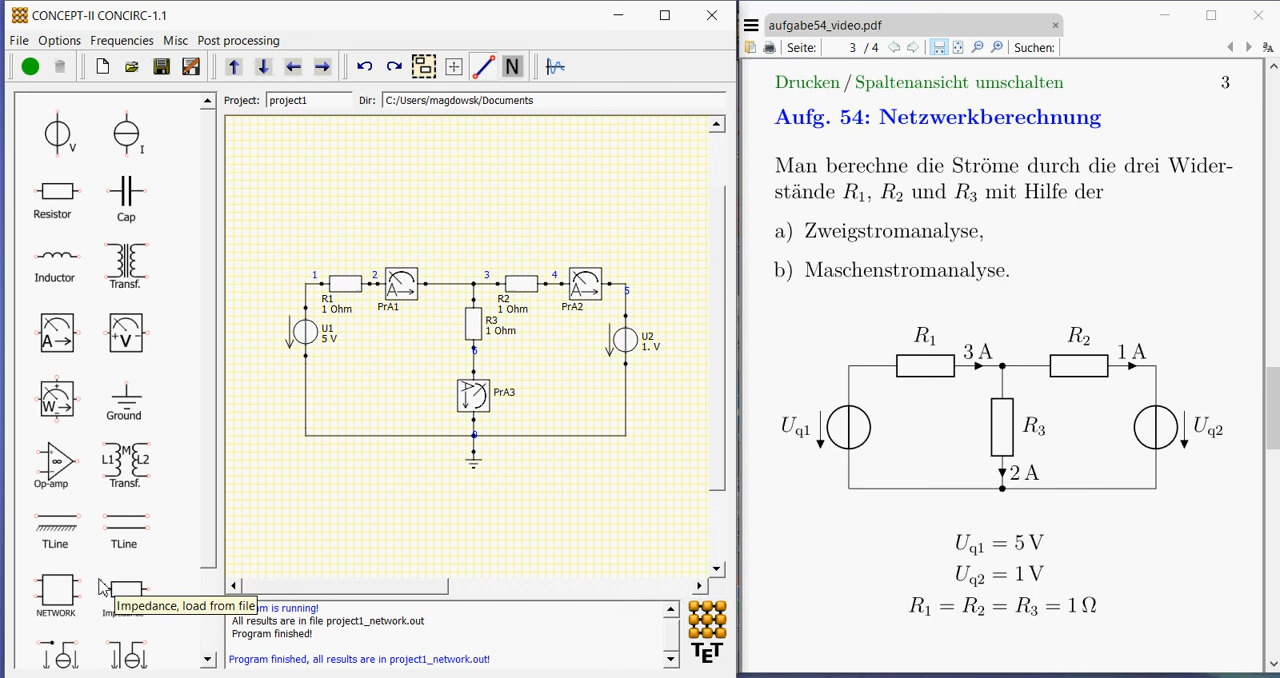 CONCEPT-II CONCIRC-1.1
File Options Frequencies Misc Post processing
N
Project: project1 Dir: C:/Users/magdowsk/Documents
V
I
Resistor
Cap
Inductor
Transf.
A
V
W
Ground
Op-amp
L1 M L2
Transf.
TLine
TLine
NETWORK
Impedance, load from file
1 2 3 4 5
R1
1 Ohm
A
PrA1
R2
1 Ohm
A
PrA2
U1
5 V
R3
1 Ohm
U2
1. V
6
A
PrA3
0
am is running!
All results are in file project1_network.out
Program finished!
Program finished, all results are in project1_network.out!
TET
aufgabe54_video.pdf ×
Seite: 3 / 4 Suchen:
Drucken / Spaltenansicht umschalten 3
Aufg. 54: Netzwerkberechnung
Man berechne die Ströme durch die drei Wider-
stände R1, R2 und R3 mit Hilfe der
a) Zweigstromanalyse,
b) Maschenstromanalyse.
R1 3 A R2 1 A
Uq1 R3 Uq2
2 A
Uq1 = 5 V
Uq2 = 1 V
R1 = R2 = R3 = 1 Ω